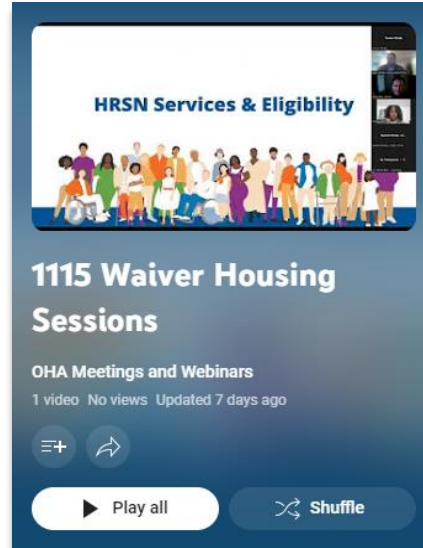 HRSN Services & Eligibility
1115 Waiver Housing
Sessions
OHA Meetings and Webinars
1 video No views Updated 7 days ago
Play all
Shuffle